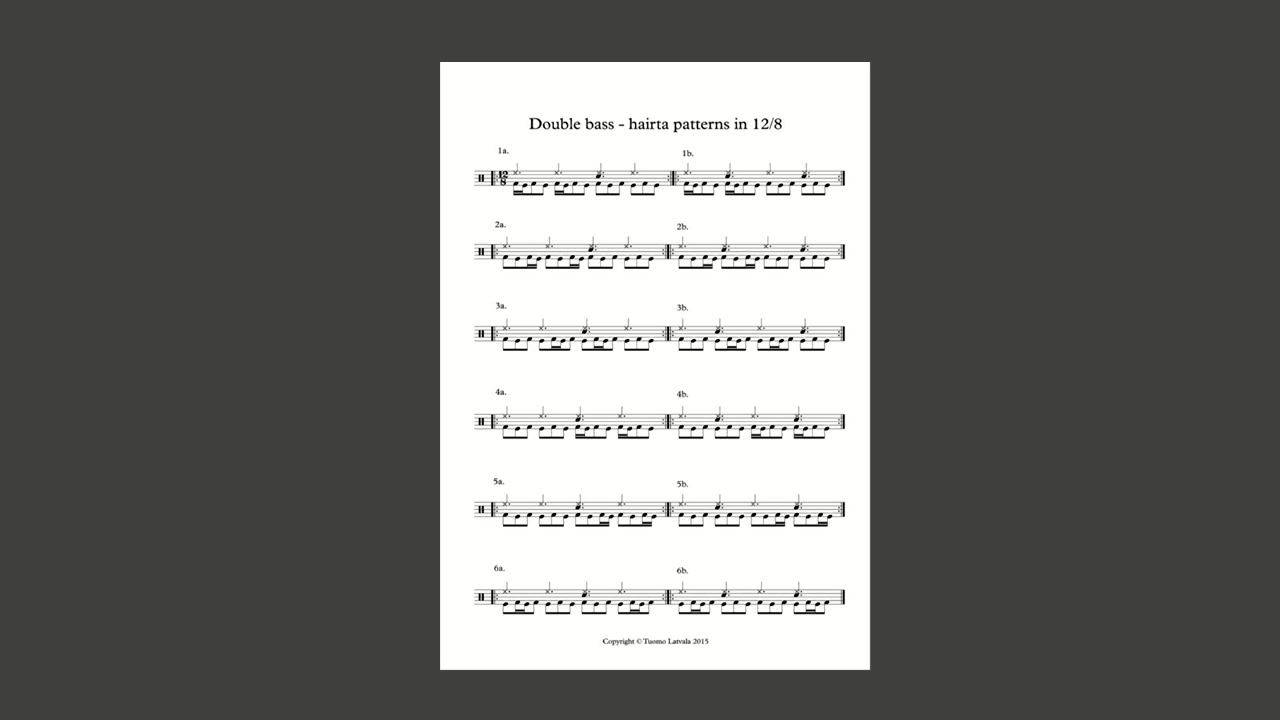 Double bass - hairta patterns in 12/8
1a. 1b.
12
8
2a. 2b.
3a. 3b.
4a. 4b.
5a. 5b.
6a. 6b.
Copyright © Tuomo Latvala 2015